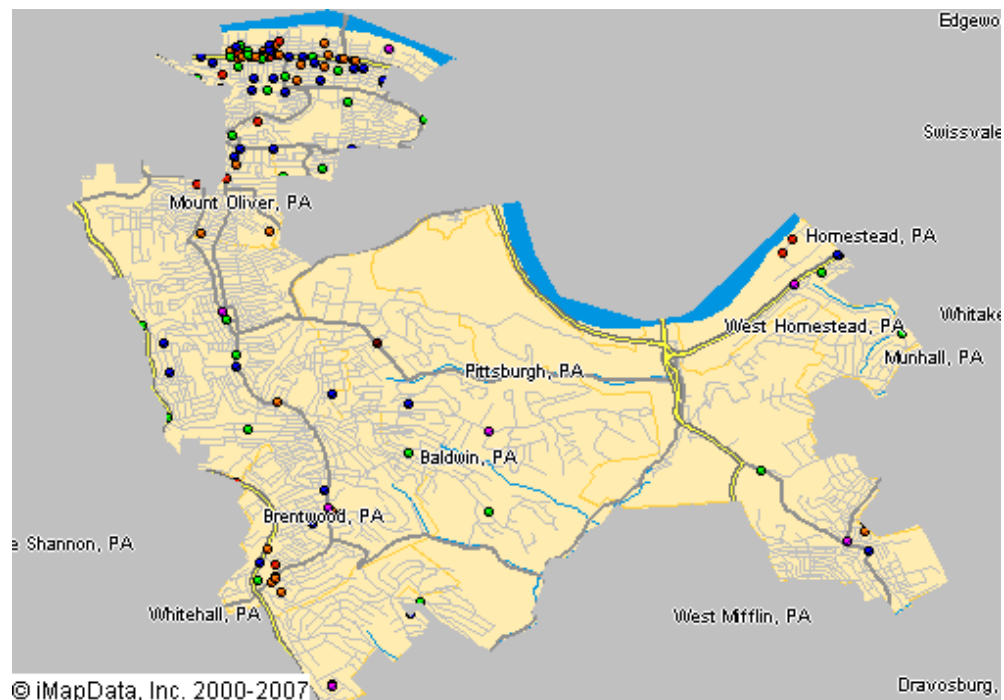 Edgewo
Swissvale
Mount Oliver, PA
Homestead, PA
West Homestead, PA
Whitake
Munhall, PA
Pittsburgh, PA
Baldwin, PA
Brentwood, PA
e Shannon, PA
Whitehall, PA
West Mifflin, PA
© iMapData, Inc. 2000-2007
Dravosburg,